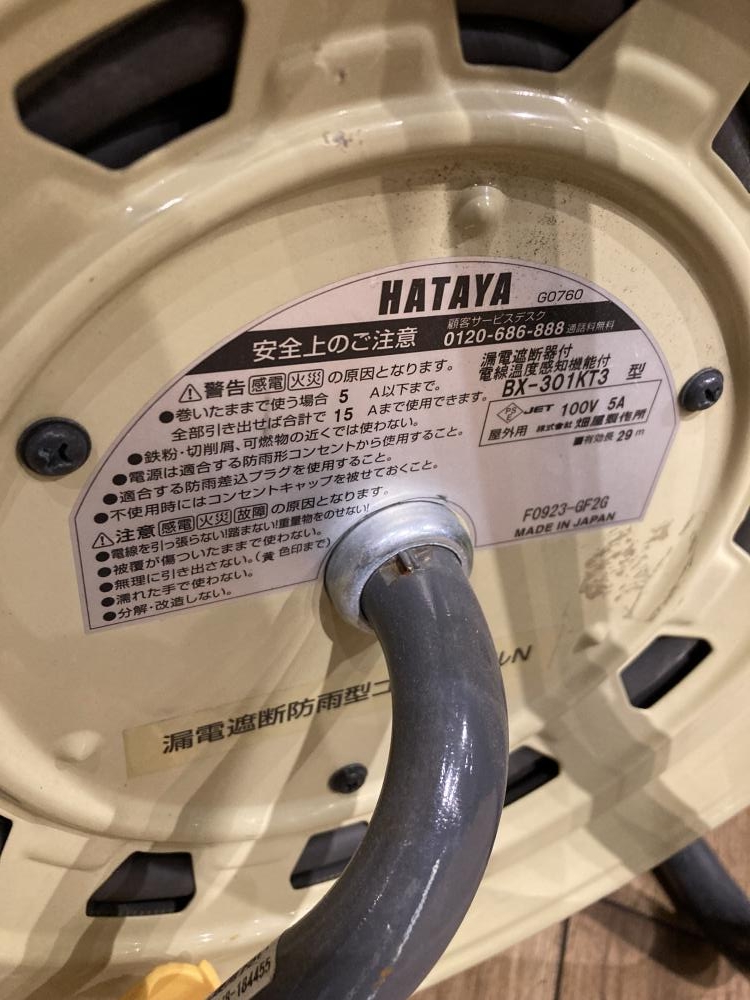 HATAYA G0760
安全上のご注意 顧客サービスデスク
0120-686-888 通話料無料
⚠警告 感電 火災 の原因となります。
●巻いたままで使う場合 5 A以下まで。
全部引き出せば合計で 15 Aまで使用できます。
●鉄粉・切削屑、可燃物の近くでは使わない。
●電源は適合する防雨形コンセントから使用すること。
●適合する防雨差込プラグを使用すること。
●不使用時にはコンセントキャップを被せておくこと。
⚠注意 感電 火災 故障 の原因となります。
●電線を引っ張らない!踏まない!重量物をのせない!
●被覆が傷ついたままで使わない。
●無理に引き出さない。(黄 色印まで)
●濡れた手で使わない。
●分解・改造しない。
漏電遮断器付
電線温度感知機能付
BX-301KT3 型
PS E JET 100V 5A
屋外用 株式会社 畑屋製作所
■有効長 29m
F0923-GF2G
MADE IN JAPAN
漏電遮断防雨型コ ルN
-184455